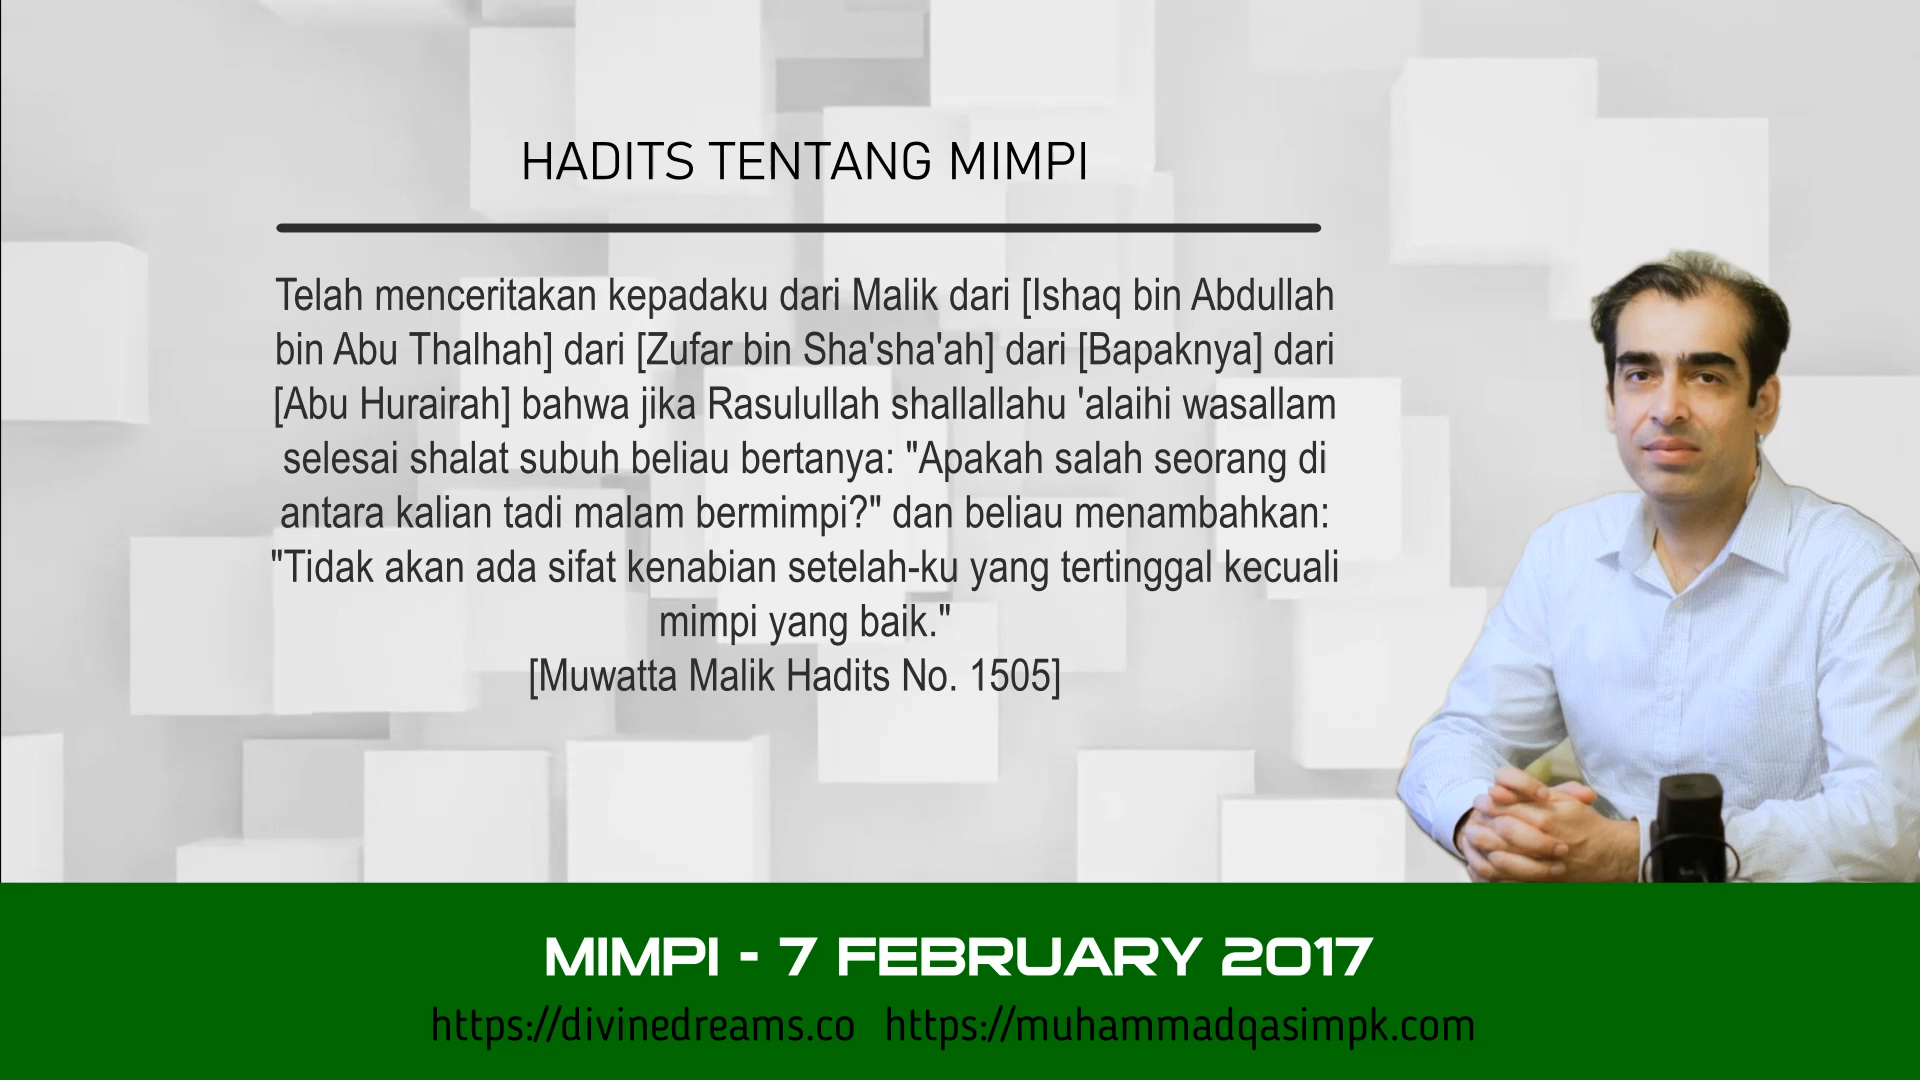 HADITS TENTANG MIMPI
Telah menceritakan kepadaku dari Malik dari [Ishaq bin Abdullah
bin Abu Thalhah] dari [Zufar bin Sha'sha'ah] dari [Bapaknya] dari
[Abu Hurairah] bahwa jika Rasulullah shallallahu 'alaihi wasallam
selesai shalat subuh beliau bertanya: "Apakah salah seorang di
antara kalian tadi malam bermimpi?" dan beliau menambahkan:
"Tidak akan ada sifat kenabian setelah-ku yang tertinggal kecuali
mimpi yang baik."
[Muwatta Malik Hadits No. 1505]
MIMPI - 7 FEBRUARY 2017
https://divinedreams.co https://muhammadqasimpk.com